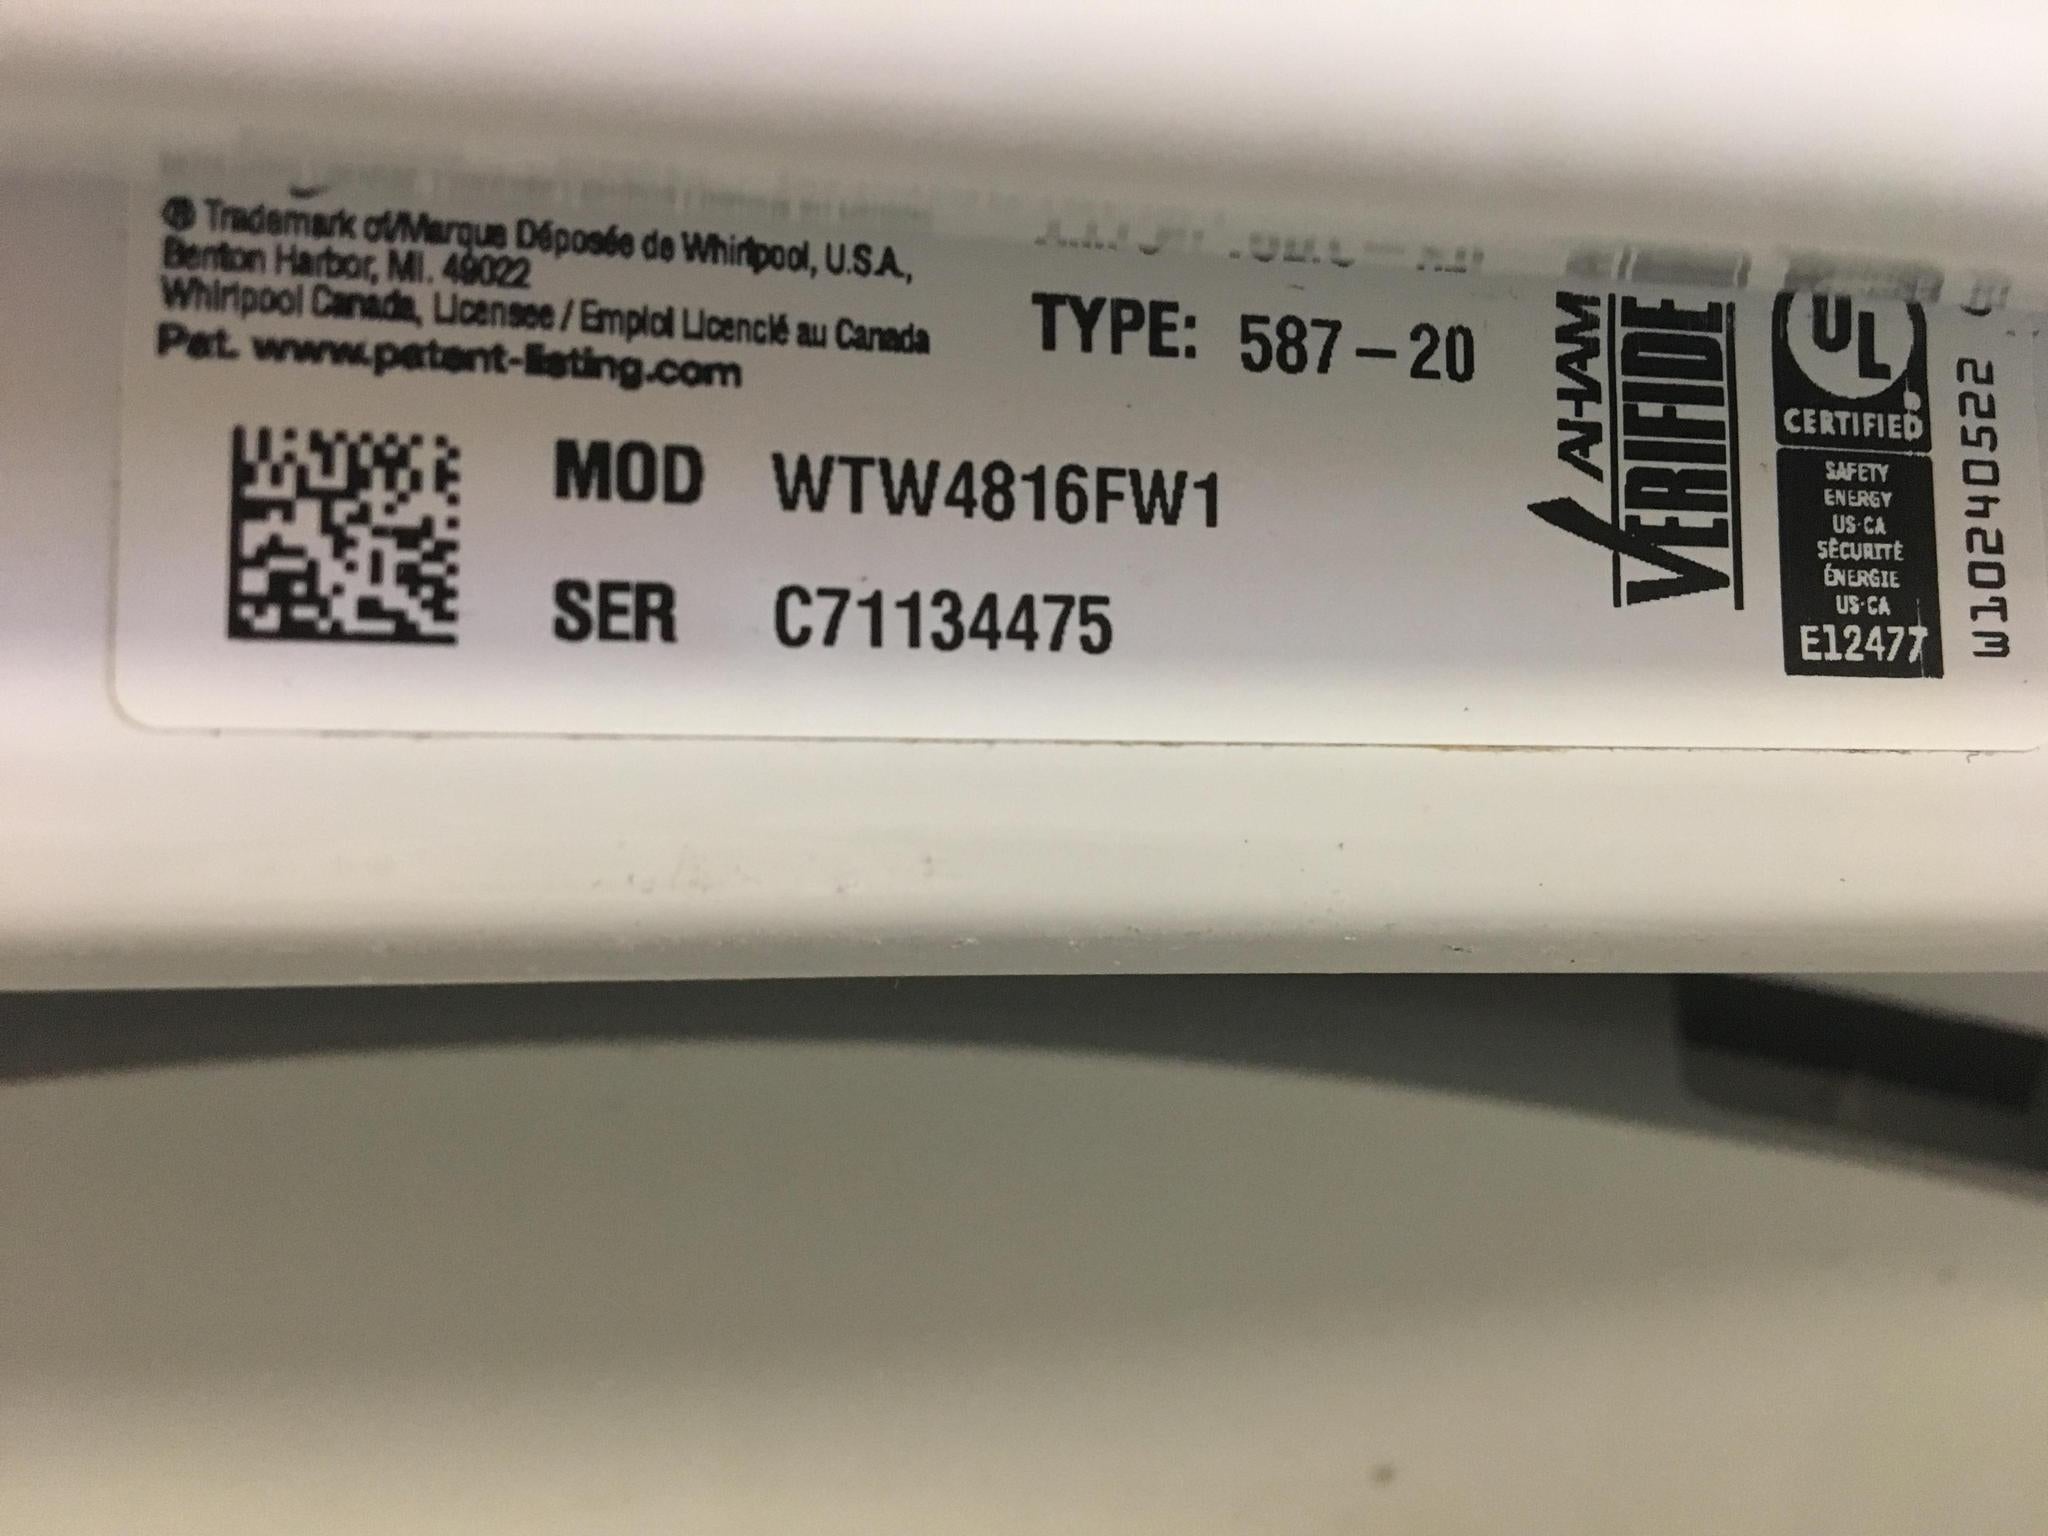 ® Trademark of/Marque Déposée de Whirlpool, U.S.A.,
Benton Harbor, MI. 49022
Whirlpool Canada, Licensee / Emploi Licencié au Canada
Pat. www.patent-listing.com
TYPE: 587-20
MOD WTW4816FW1
SER C71134475
AHAM
VERIFIDE
UL
CERTIFIED
SAFETY
ENERGY
US-CA
SÉCURITÉ
ÉNERGIE
US-CA
E12477
W10240522